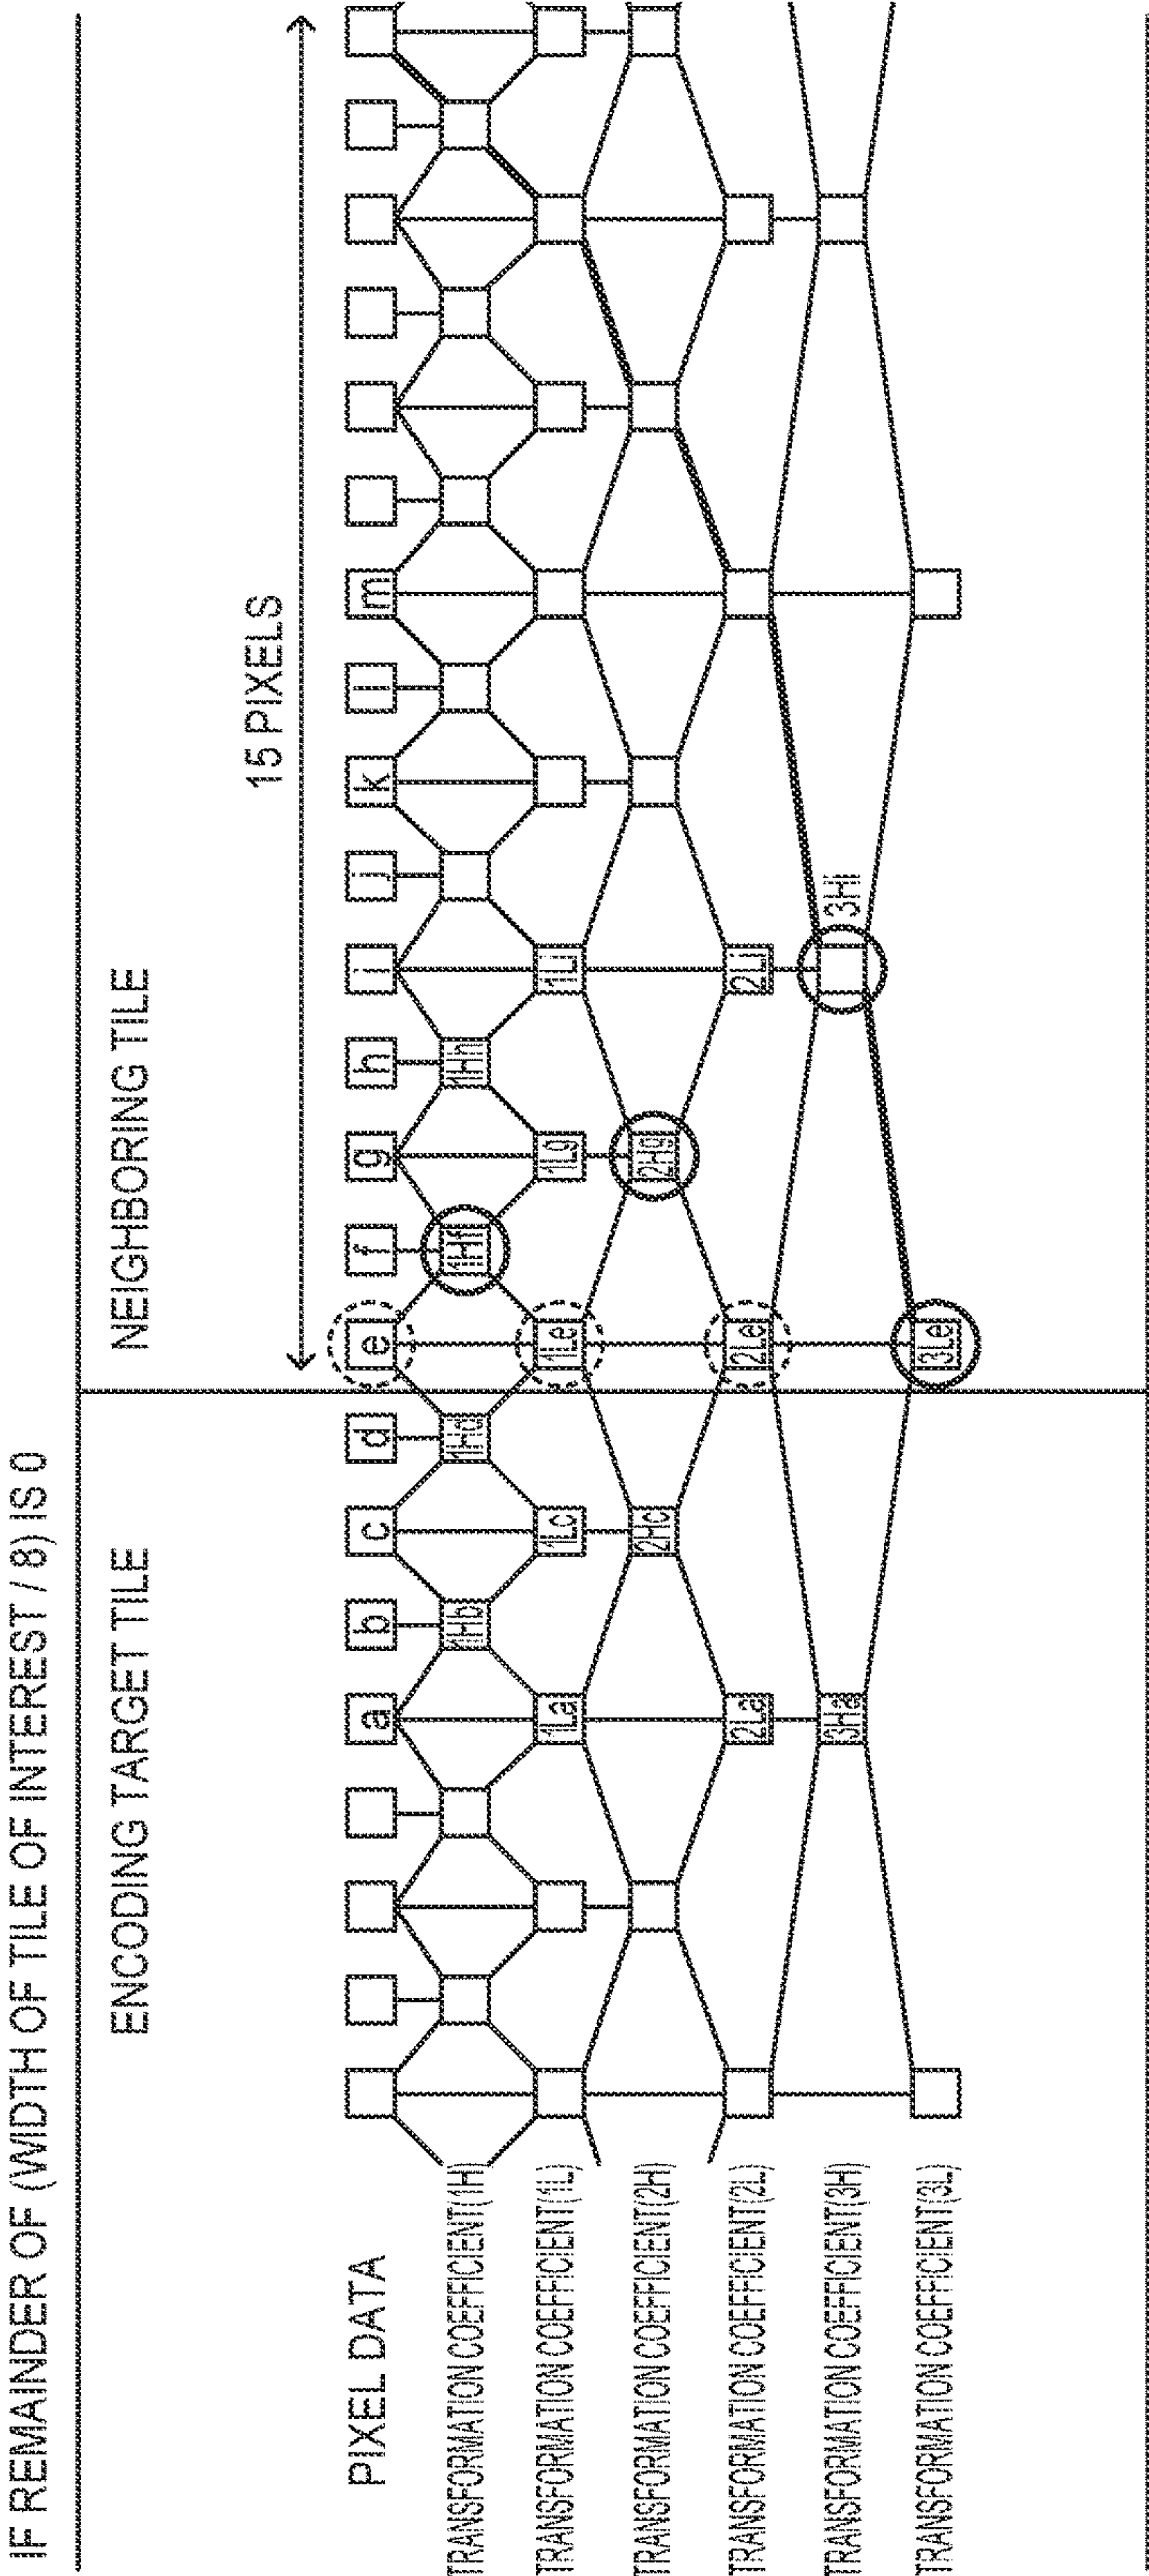 IF REMAINDER OF (WIDTH OF TILE OF INTEREST / 8) IS 0
ENCODING TARGET TILE NEIGHBORING TILE
15 PIXELS
PIXEL DATA a b c d e f g h i j k l m
TRANSFORMATION COEFFICIENT(1H) 1Hb 1Hd 1Hf 1Hh
TRANSFORMATION COEFFICIENT(1L) 1La 1Lc 1Le 1Lg 1Li
TRANSFORMATION COEFFICIENT(2H) 2Hc 2Hg
TRANSFORMATION COEFFICIENT(2L) 2La 2Le 2Li
TRANSFORMATION COEFFICIENT(3H) 3Ha 3Hi
TRANSFORMATION COEFFICIENT(3L) 3Le